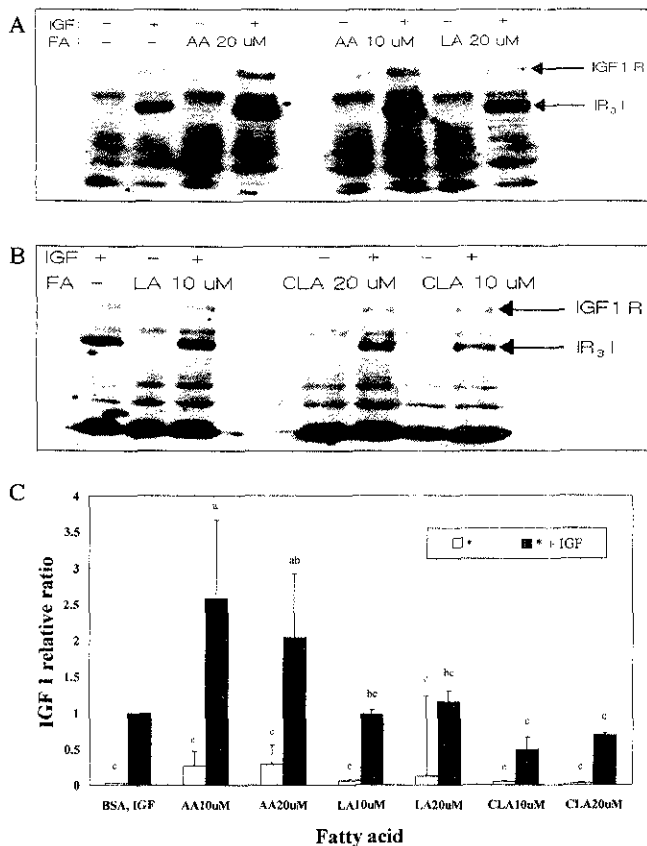 A
IGF: − + − + − + − +
FA : − − AA 20 uM AA 10 uM LA 20 uM
IGF1 R
IR₃ I
B
IGF + − + − + − +
FA − LA 10 uM CLA 20 uM CLA 10 uM
IGF1 R
IR₃ I
C
IGF 1 relative ratio
4
3.5
3
2.5
2
1.5
1
0.5
0
□ * ■ * + IGF
c c a c ab c bc c bc c c c c
BSA, IGF AA10uM AA20uM LA10uM LA20uM CLA10uM CLA20uM
Fatty acid